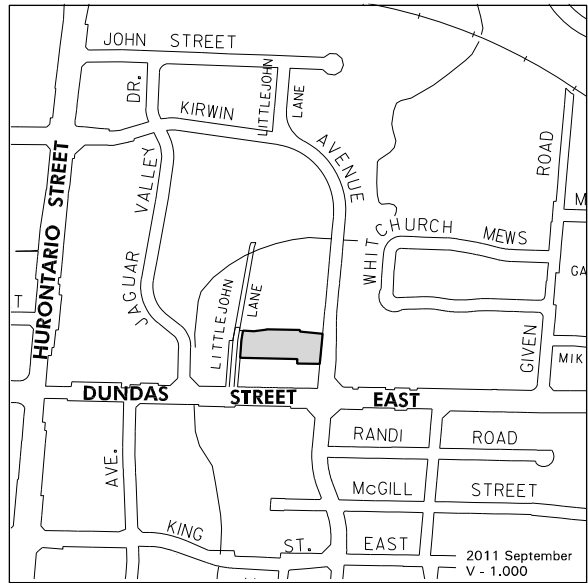 JOHN STREET
DR.
KIRWIN
LITTLEJOHN
LANE
AVENUE
ROAD
HURONTARIO STREET
JAGUAR VALLEY
WHITCHURCH MEWS
M
GA
T
LITTLEJOHN
LANE
GIVEN
MIK
DUNDAS STREET EAST
RANDI ROAD
AVE.
McGILL STREET
KING ST. EAST
2011 September
V - 1.000